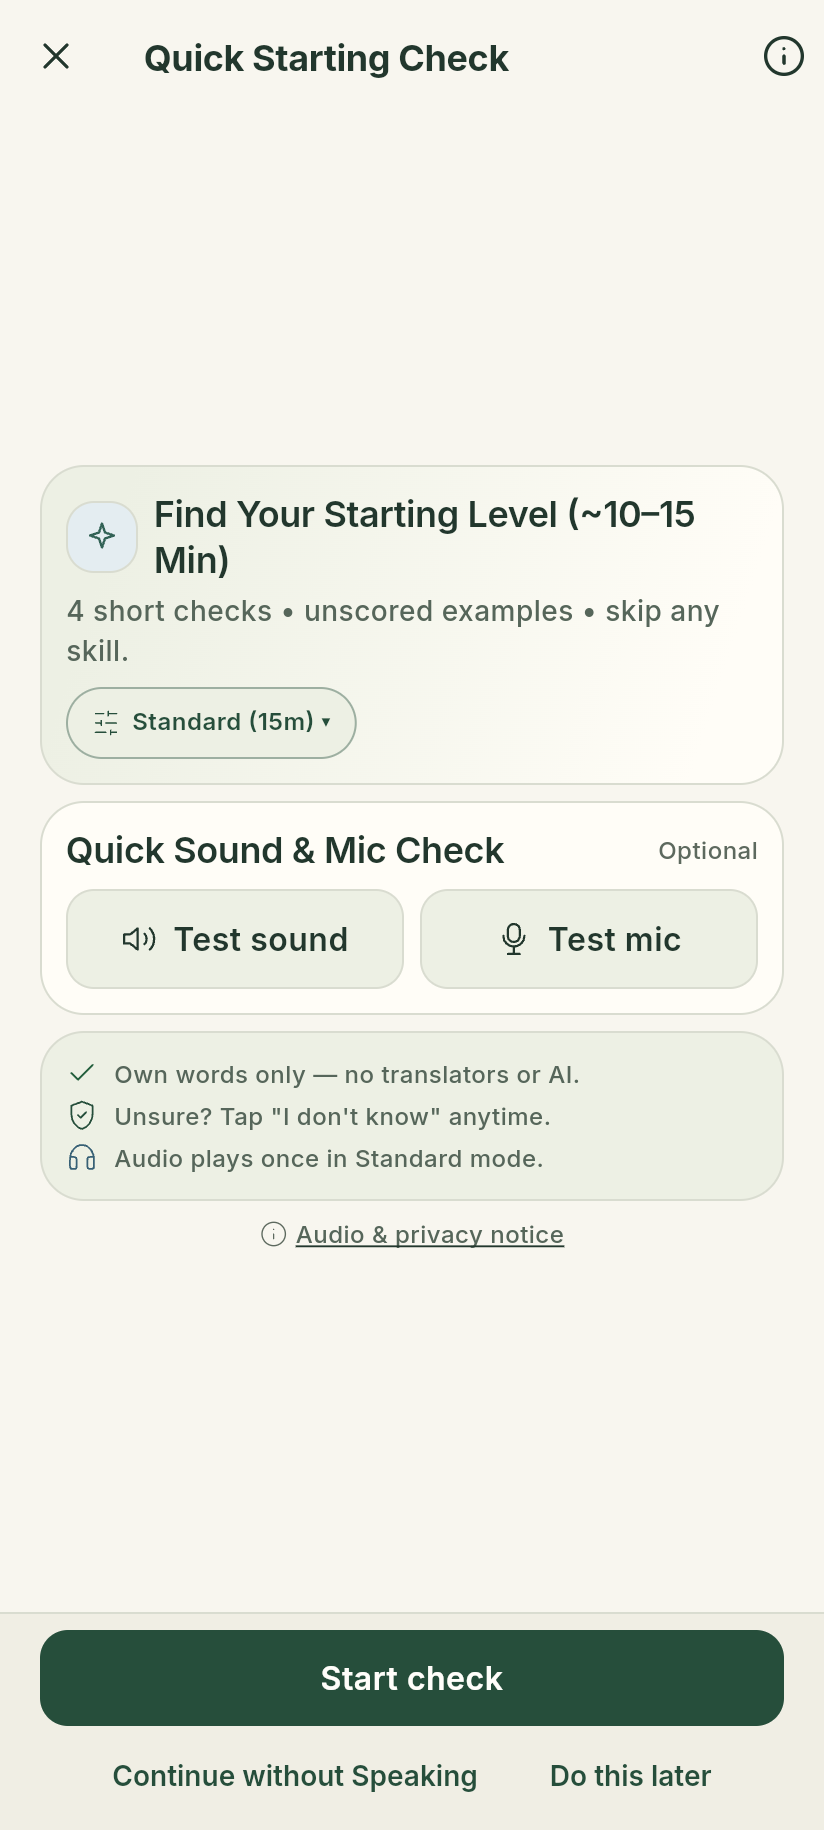 Quick Starting Check
Find Your Starting Level (~10–15
Min)
4 short checks • unscored examples • skip any
skill.
Standard (15m) ▾
Quick Sound & Mic Check
Optional
Test sound
Test mic
Own words only — no translators or AI.
Unsure? Tap "I don't know" anytime.
Audio plays once in Standard mode.
Audio & privacy notice
Start check
Continue without Speaking
Do this later